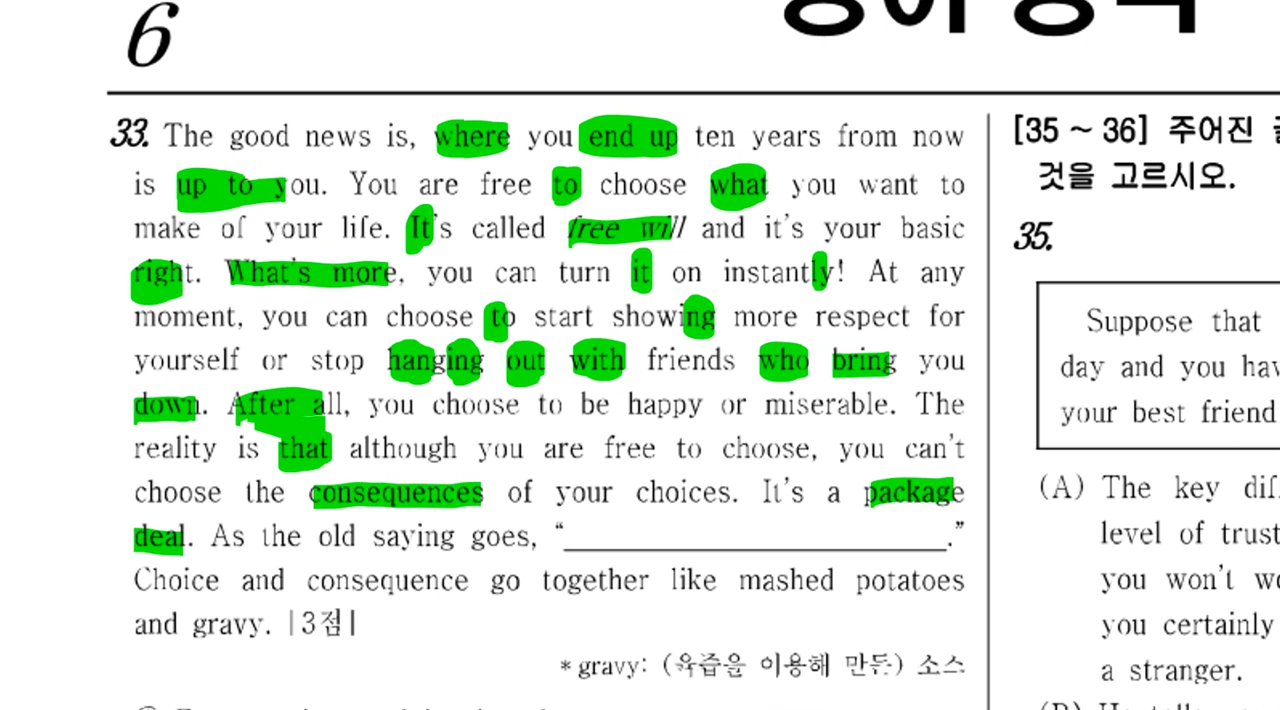 6
33. The good news is, where you end up ten years from now
is up to you. You are free to choose what you want to
make of your life. It's called free will and it's your basic
right. What's more, you can turn it on instantly! At any
moment, you can choose to start showing more respect for
yourself or stop hanging out with friends who bring you
down. After all, you choose to be happy or miserable. The
reality is that although you are free to choose, you can't
choose the consequences of your choices. It's a package
deal. As the old saying goes, “ .”
Choice and consequence go together like mashed potatoes
and gravy. [3점]
* gravy: (육즙을 이용해 만든) 소스
[35 ~ 36] 주어진
것을 고르시오.
35.
Suppose that
day and you
your best friend
(A) The key
level of trust
you won't
you certainly
a stranger.